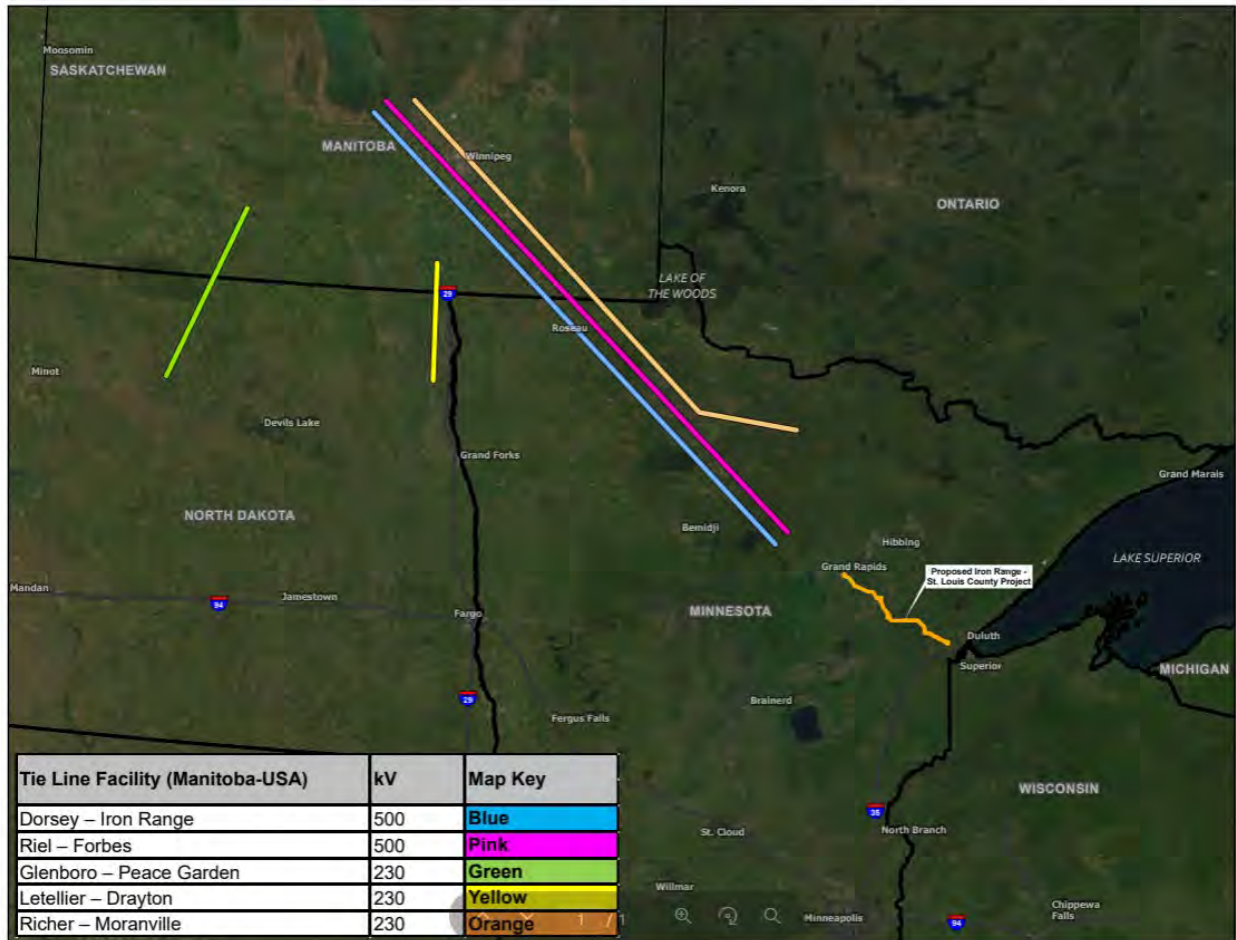 Moosomin
SASKATCHEWAN
MANITOBA
Winnipeg
Kenora
ONTARIO
LAKE OF
THE WOODS
29
Roseau
Minot
Devils Lake
Grand Forks
Grand Marais
NORTH DAKOTA
Bemidji
Hibbing
LAKE SUPERIOR
Grand Rapids
Proposed Iron Range -
St. Louis County Project
Mandan
94
Jamestown
Fargo
MINNESOTA
Duluth
Superior
MICHIGAN
29
Brainerd
Fergus Falls
WISCONSIN
35
St. Cloud
North Branch
Willmar
Minneapolis
94
Chippewa
Falls
Tie Line Facility (Manitoba-USA) kV Map Key
Dorsey – Iron Range 500 Blue
Riel – Forbes 500 Pink
Glenboro – Peace Garden 230 Green
Letellier – Drayton 230 Yellow
Richer – Moranville 230 Orange
1 / 1